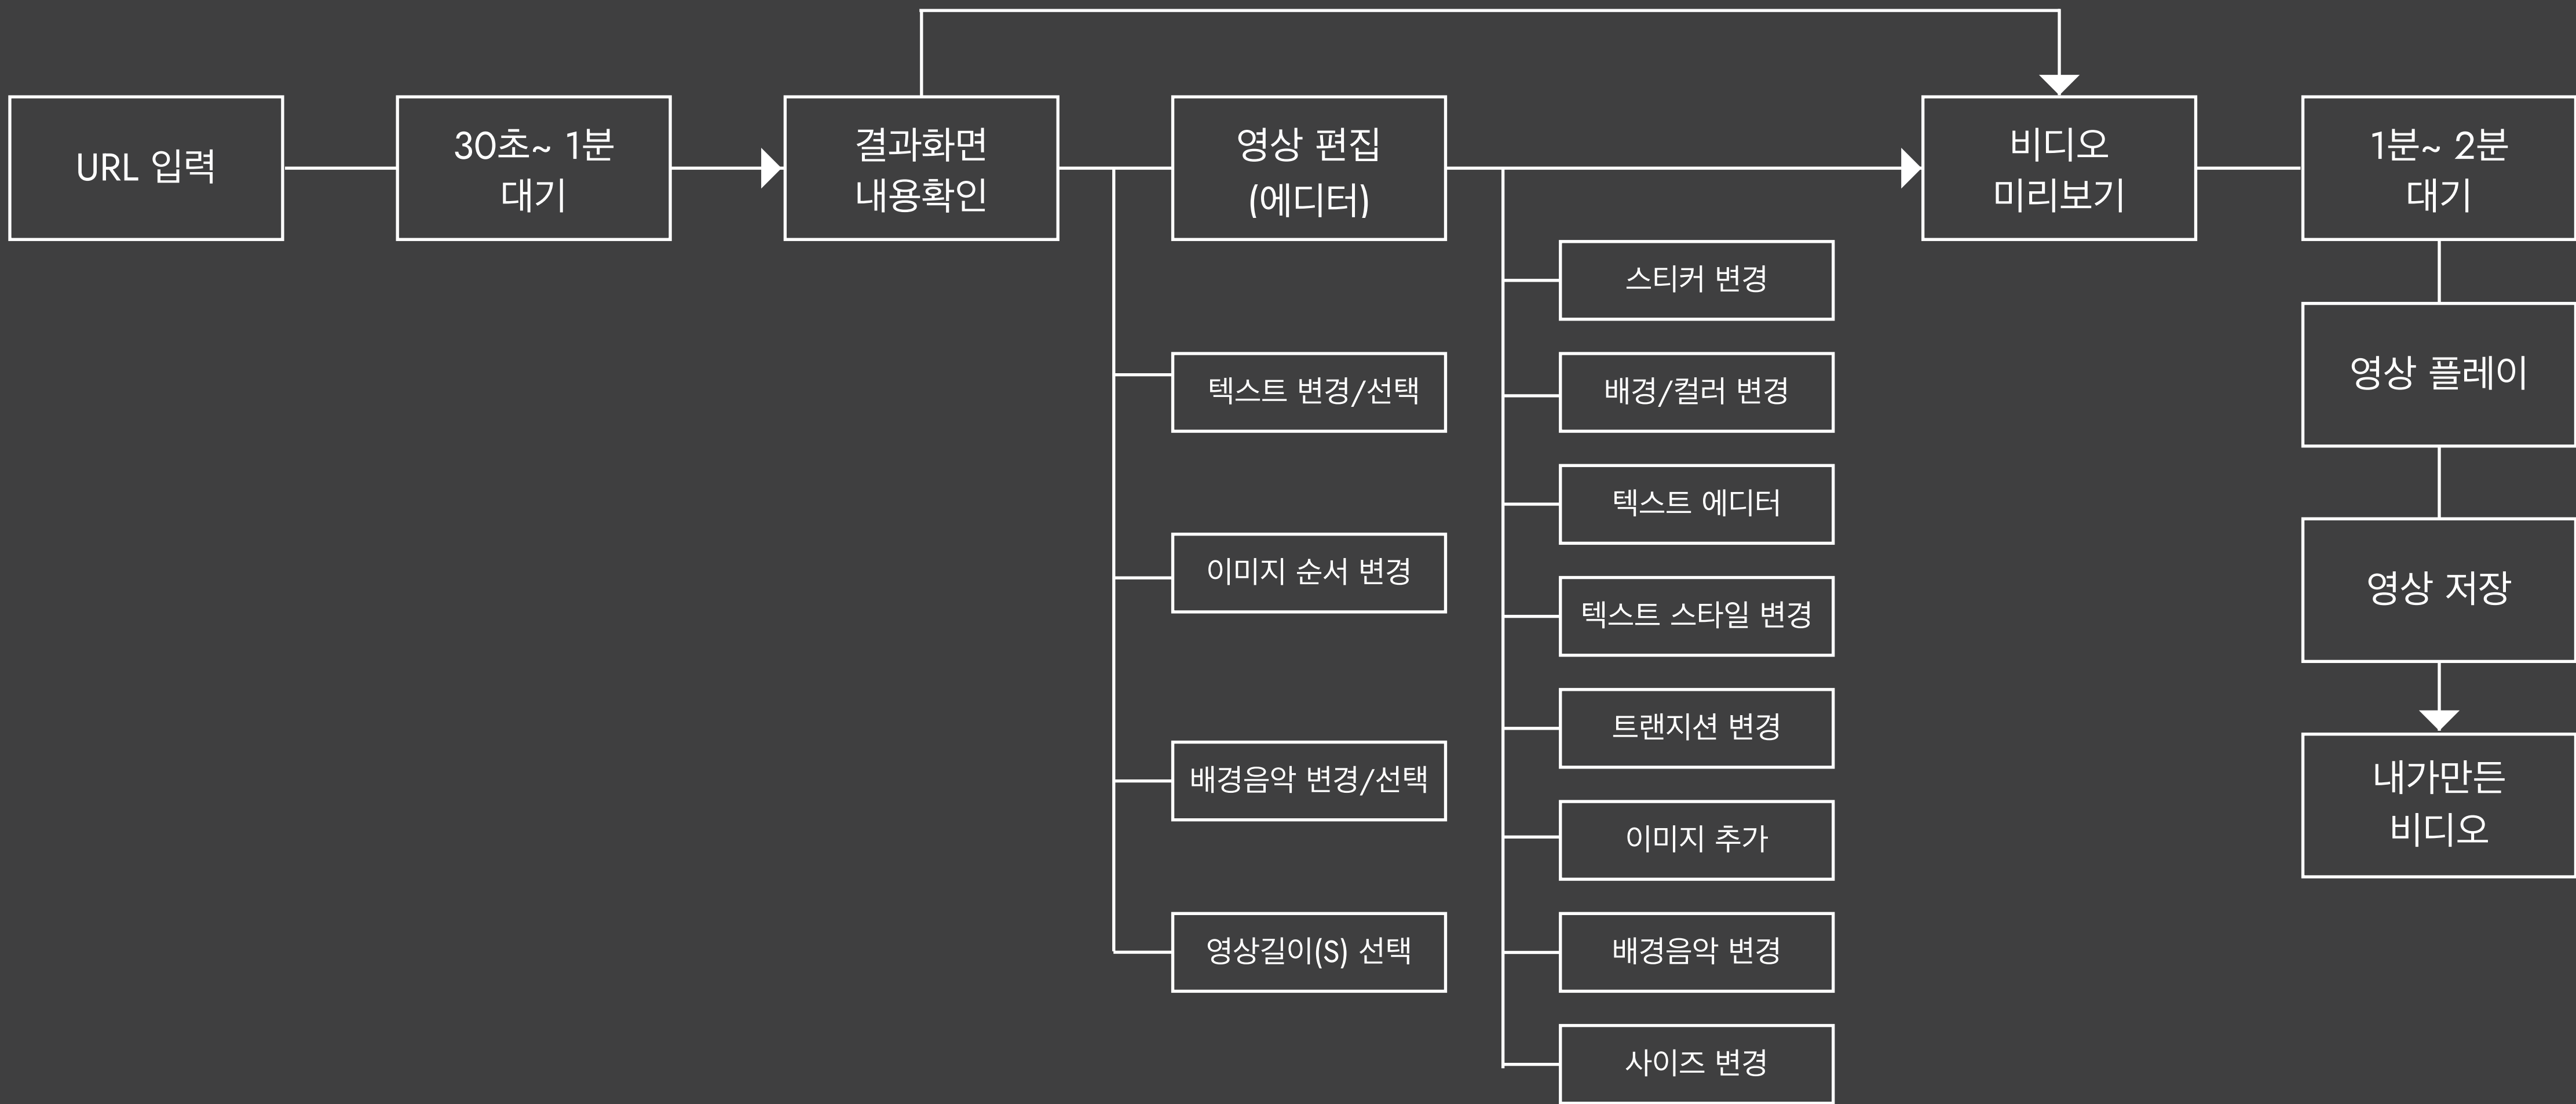 URL 입력
30초~ 1분
대기
결과화면
내용확인
영상 편집
(에디터)
비디오
미리보기
1분~ 2분
대기
스티커 변경
텍스트 변경/선택
배경/컬러 변경
텍스트 에디터
이미지 순서 변경
텍스트 스타일 변경
트랜지션 변경
배경음악 변경/선택
이미지 추가
영상길이(S) 선택
배경음악 변경
사이즈 변경
영상 플레이
영상 저장
내가만든
비디오